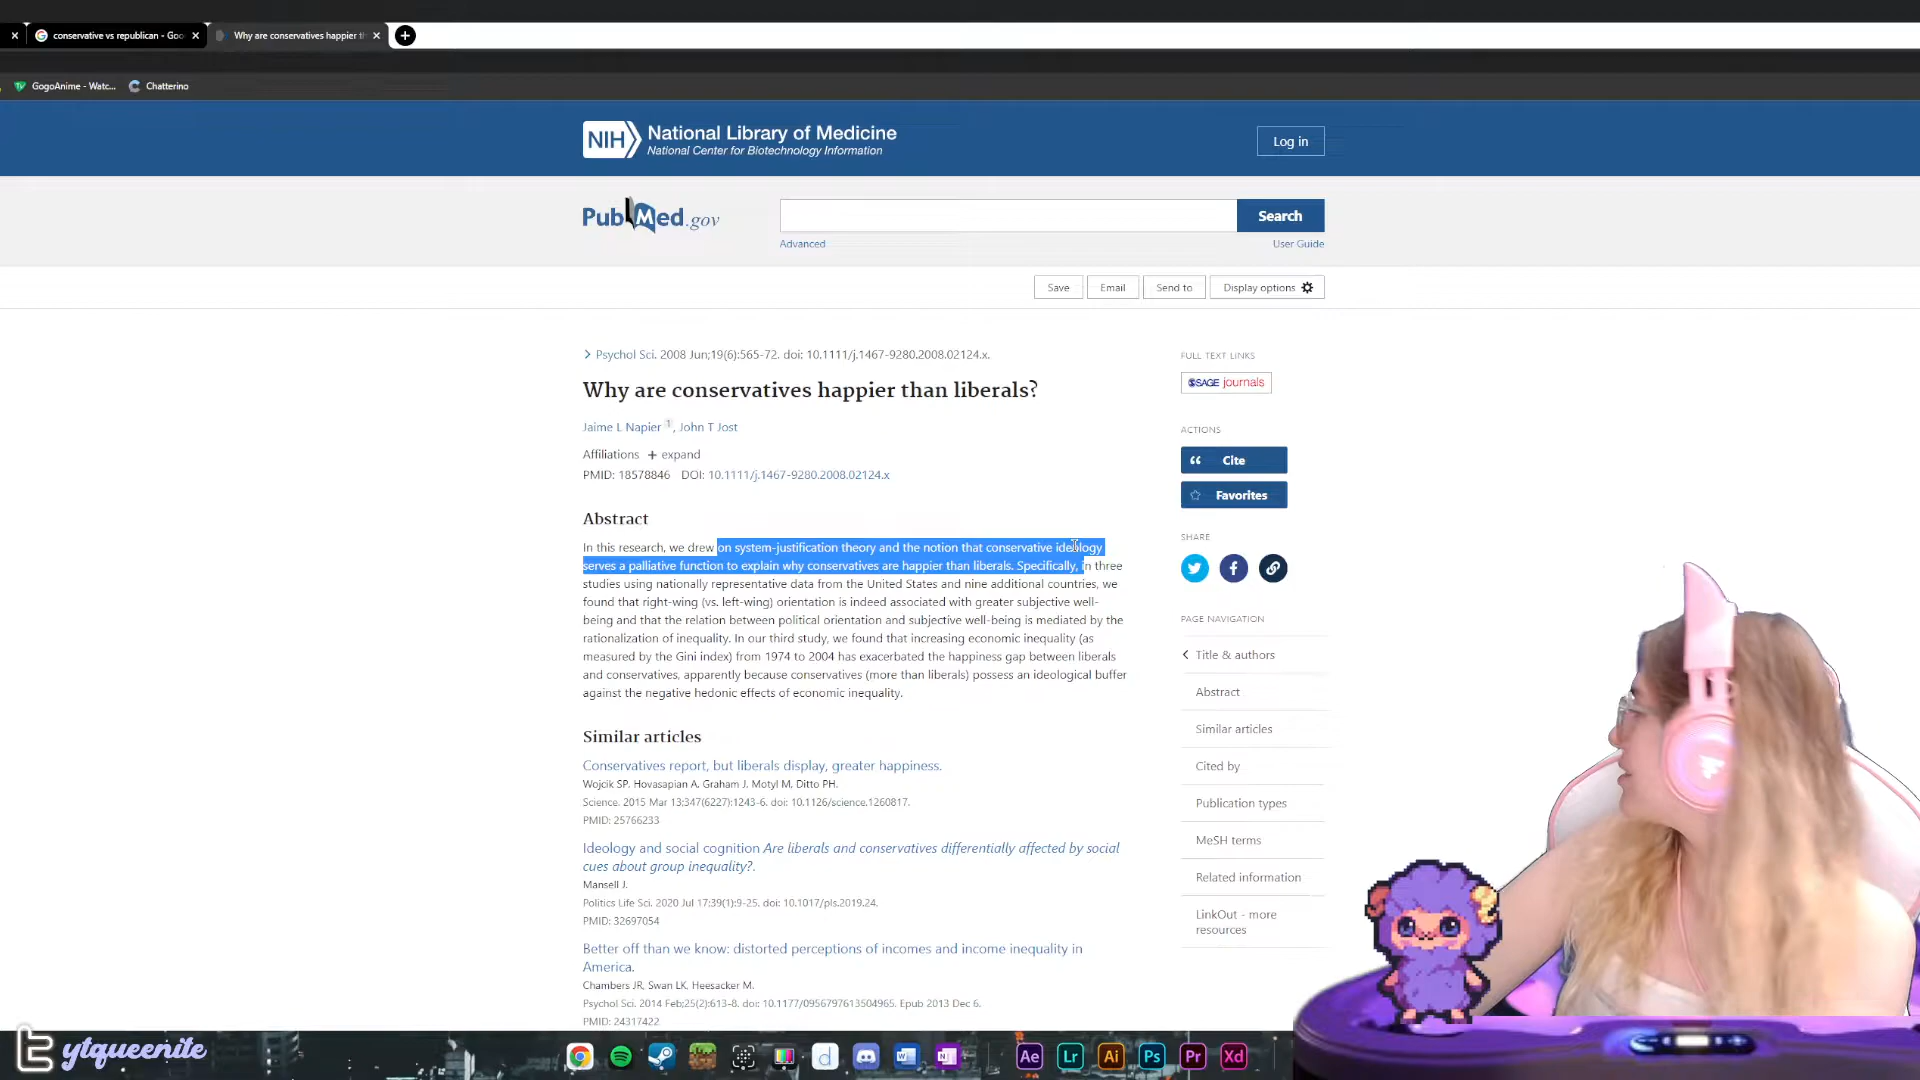 conservative vs republican - Goo
Why are conservatives happier th
GogoAnime - Watc...
Chatterino
NIH
National Library of Medicine
National Center for Biotechnology Information
Log in
PubMed.gov
Search
Advanced
User Guide
Save
Email
Send to
Display options
Psychol Sci. 2008 Jun;19(6):565-72. doi: 10.1111/j.1467-9280.2008.02124.x.
Why are conservatives happier than liberals?
Jaime L Napier 1, John T Jost
Affiliations + expand
PMID: 18578846 DOI: 10.1111/j.1467-9280.2008.02124.x
Abstract
In this research, we drew on system-justification theory and the notion that conservative ideology
serves a palliative function to explain why conservatives are happier than liberals. Specifically, in three
studies using nationally representative data from the United States and nine additional countries, we
found that right-wing (vs. left-wing) orientation is indeed associated with greater subjective well-
being and that the relation between political orientation and subjective well-being is mediated by the
rationalization of inequality. In our third study, we found that increasing economic inequality (as
measured by the Gini index) from 1974 to 2004 has exacerbated the happiness gap between liberals
and conservatives, apparently because conservatives (more than liberals) possess an ideological buffer
against the negative hedonic effects of economic inequality.
Similar articles
Conservatives report, but liberals display, greater happiness.
Wojcik SP, Hovasapian A, Graham J, Motyl M, Ditto PH.
Science. 2015 Mar 13;347(6227):1243-6. doi: 10.1126/science.1260817.
PMID: 25766233
Ideology and social cognition Are liberals and conservatives differentially affected by social
cues about group inequality?.
Mansell J.
Politics Life Sci. 2020 Jul 17;39(1):9-25. doi: 10.1017/pls.2019.24.
PMID: 32697054
Better off than we know: distorted perceptions of incomes and income inequality in
America.
Chambers JR, Swan LK, Heesacker M.
Psychol Sci. 2014 Feb;25(2):613-8. doi: 10.1177/0956797613504965. Epub 2013 Dec 6.
PMID: 24317422
FULL TEXT LINKS
SAGE journals
ACTIONS
Cite
Favorites
SHARE
PAGE NAVIGATION
Title & authors
Abstract
Similar articles
Cited by
Publication types
MeSH terms
Related information
LinkOut - more
resources
ytqueenite
d
Ae
Lr
Ai
Ps
Pr
Xd